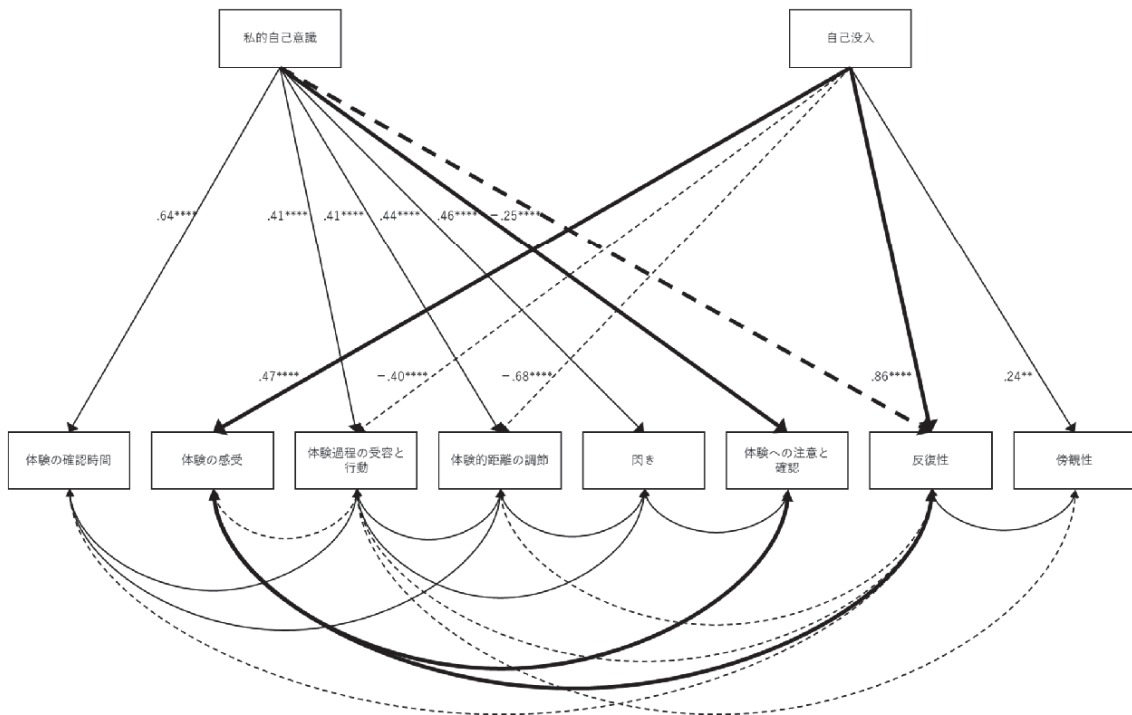 私的自己意識
自己没入
.64****
.41****
.41****
.44****
.46****
−.25****
.47****
−.40****
−.68****
.86****
.24**
体験の確認時間
体験の感受
体験過程の受容と
行動
体験的距離の調節
閃き
体験への注意と
確認
反復性
傍観性